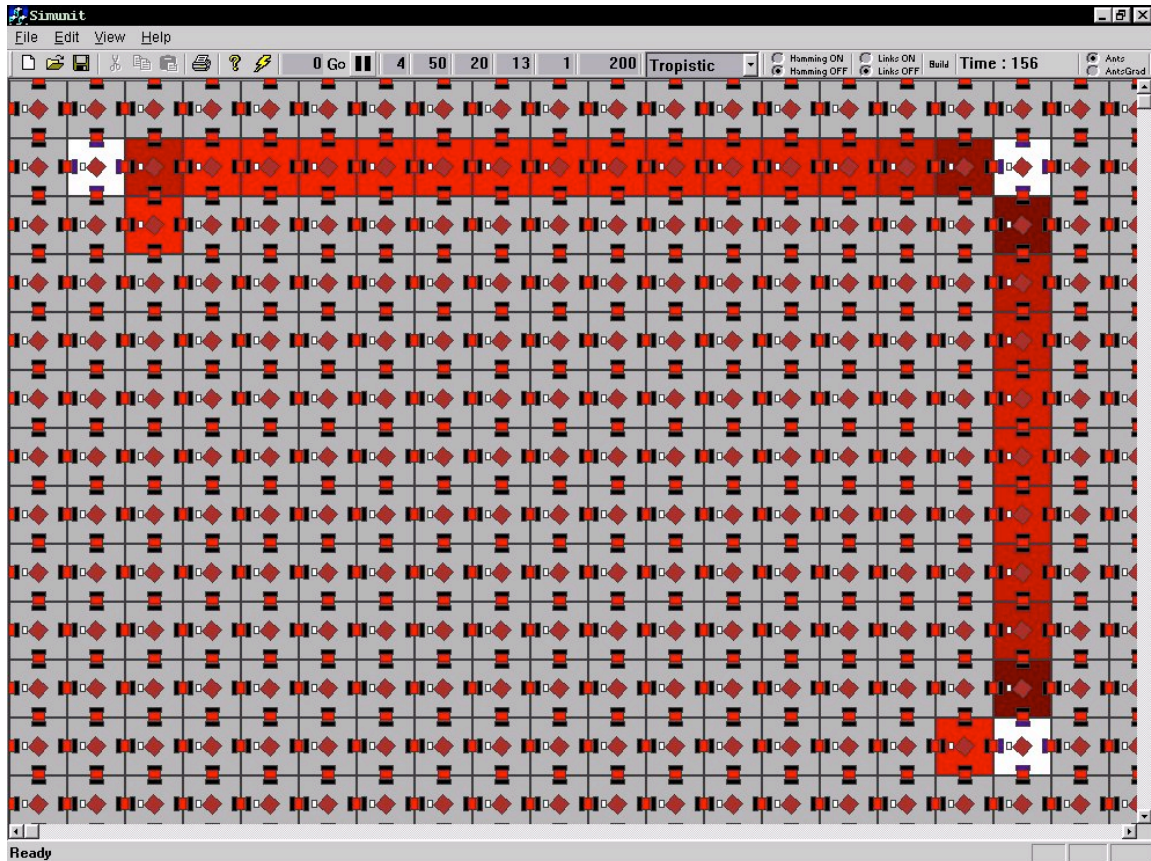 Simunit
File Edit View Help
0 Go 4 50 20 13 1 200 Tropistic Hamming ON Hamming OFF Links ON Links OFF Build Time : 156 Ants AntsGrad
Ready